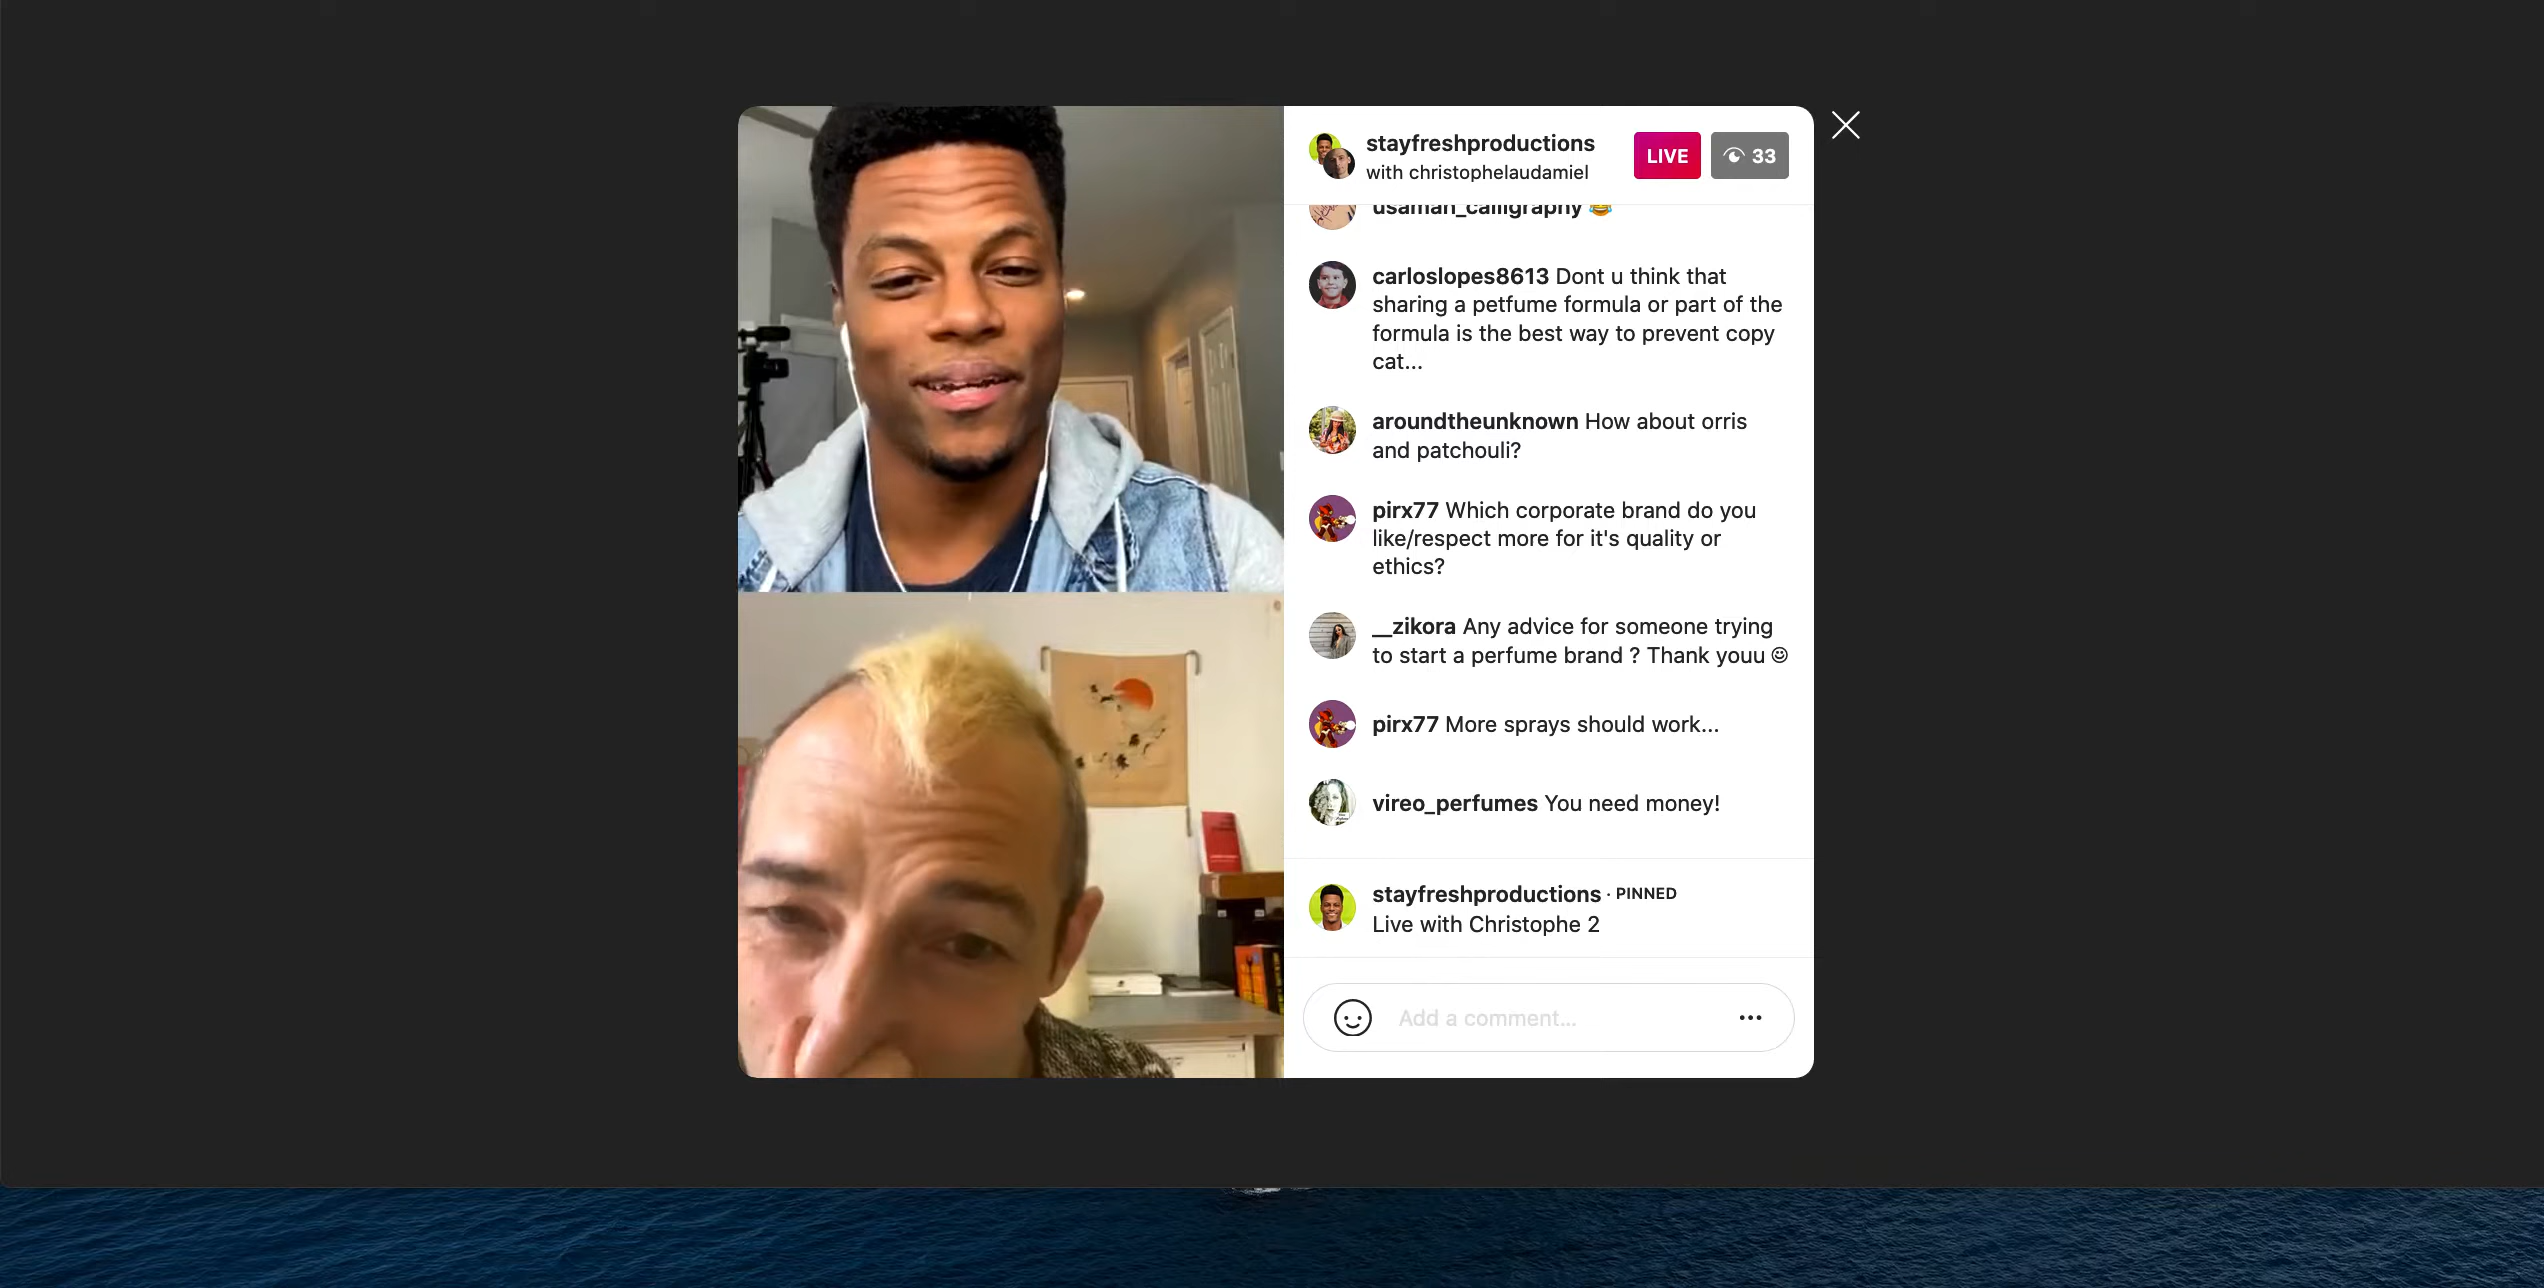 stayfreshproductions
with christophelaudamiel
LIVE
33
usaman_calligraphy 😂
carloslopes8613 Dont u think that
sharing a petfume formula or part of the
formula is the best way to prevent copy
cat...
aroundtheunknown How about orris
and patchouli?
pirx77 Which corporate brand do you
like/respect more for it's quality or
ethics?
__zikora Any advice for someone trying
to start a perfume brand ? Thank youu ☺
pirx77 More sprays should work...
vireo_perfumes You need money!
stayfreshproductions · PINNED
Live with Christophe 2
Add a comment...